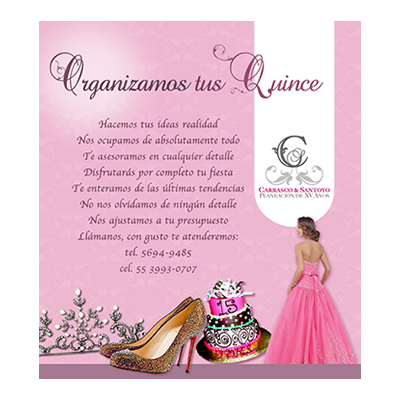 Organizamos tus Quince
Hacemos tus ideas realidad
Nos ocupamos de absolutamente todo
Te asesoramos en cualquier detalle
Disfrutarás por completo tu fiesta
Te enteramos de las últimas tendencias
No nos olvidamos de ningún detalle
Nos ajustamos a tu presupuesto
Llámanos, con gusto te atenderemos:
tel. 5694-9485
cel. 55 3993-0707
CARRASCO & SANTOYO
PLANEACIÓN DE XV AÑOS
15